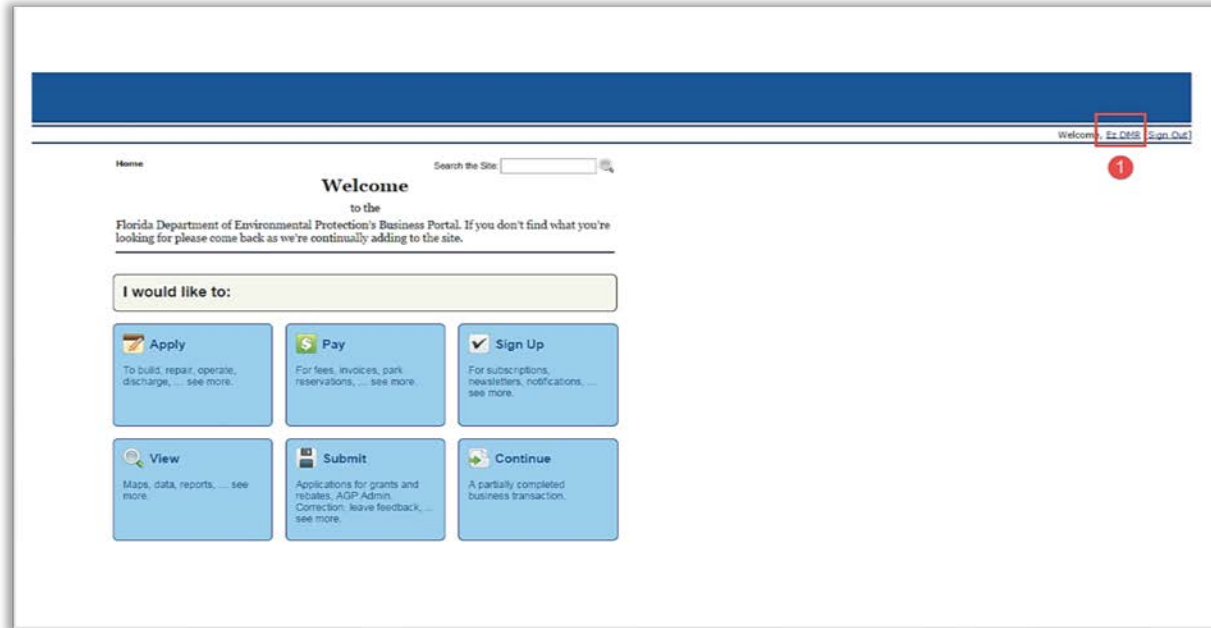 Welcome, Ez DMR [Sign Out]
1
Home
Search the Site:
Welcome
to the
Florida Department of Environmental Protection's Business Portal. If you don't find what you're
looking for please come back as we're continually adding to the site.
I would like to:
Apply
To build, repair, operate,
discharge, ... see more.
Pay
For fees, invoices, park
reservations, ... see more.
Sign Up
For subscriptions,
newsletters, notifications, ...
see more.
View
Maps, data, reports, ... see
more.
Submit
Applications for grants and
rebates, AGP Admin.
Correction, leave feedback, ...
see more.
Continue
A partially completed
business transaction.